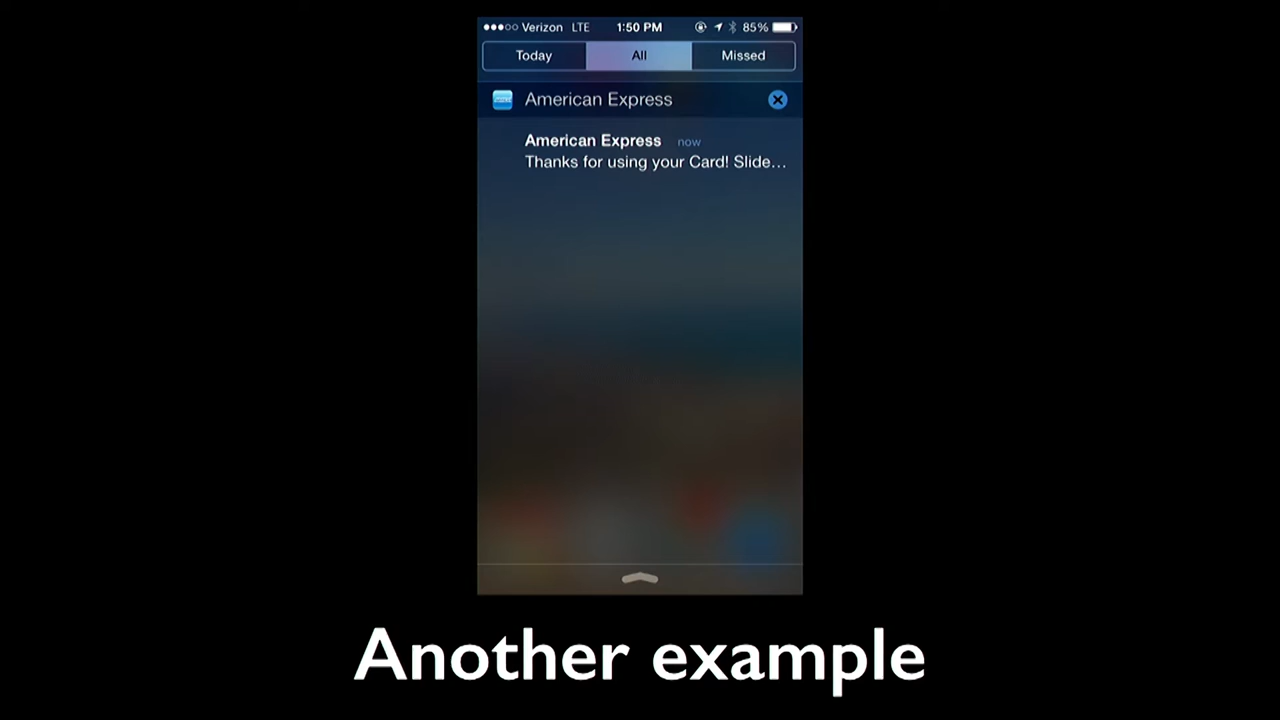 Verizon LTE 1:50 PM 85%
Today All Missed
American Express
American Express now
Thanks for using your Card! Slide...
Another example